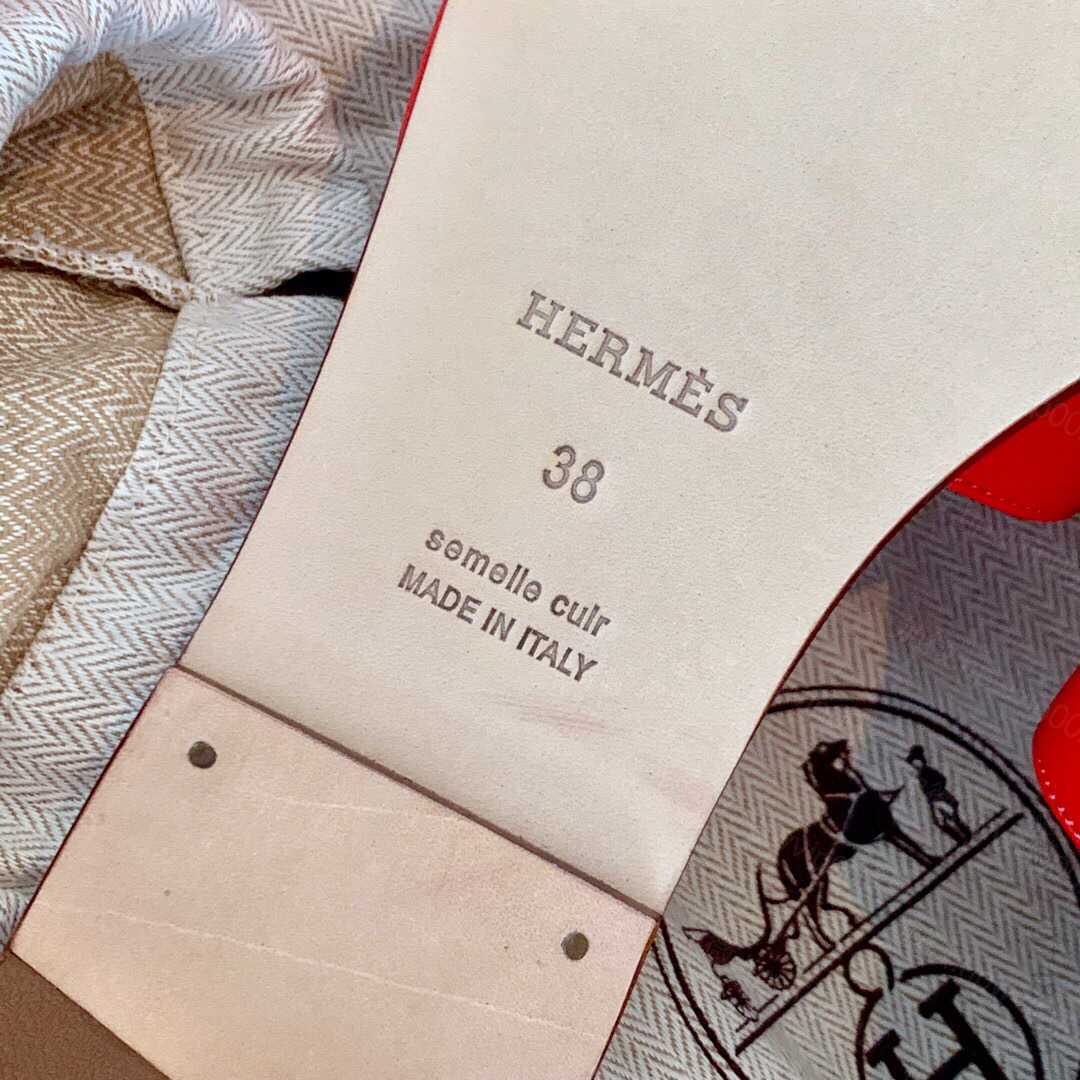 HERMÈS
38
semelle cuir
MADE IN ITALY
H